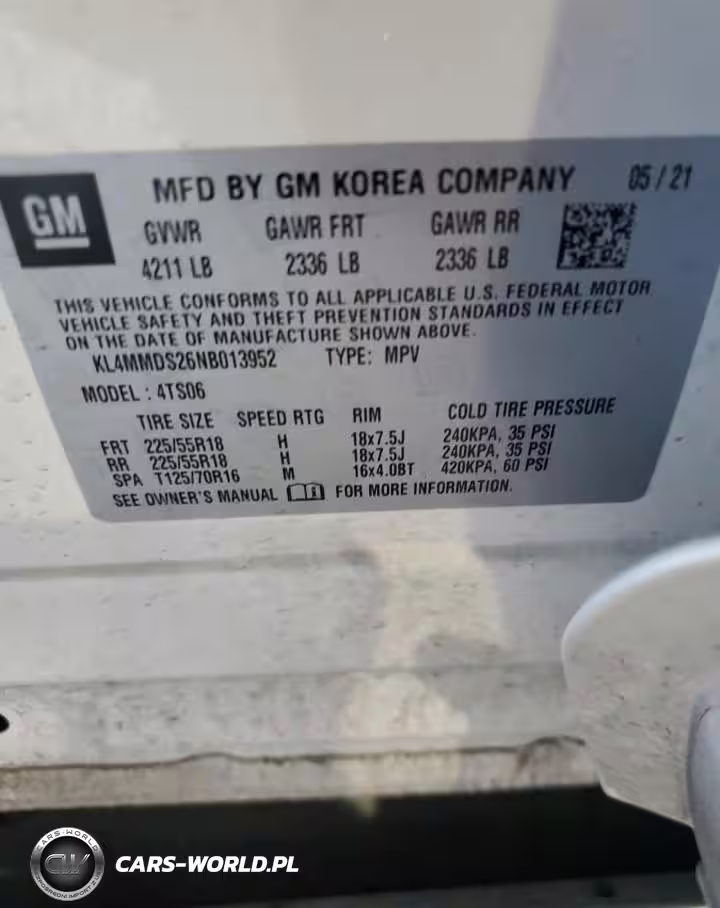 GM
MFD BY GM KOREA COMPANY 05/21
GVWR GAWR FRT GAWR RR
4211 LB 2336 LB 2336 LB
THIS VEHICLE CONFORMS TO ALL APPLICABLE U.S. FEDERAL MOTOR
VEHICLE SAFETY AND THEFT PREVENTION STANDARDS IN EFFECT
ON THE DATE OF MANUFACTURE SHOWN ABOVE.
KL4MMDS26NB013952 TYPE: MPV
MODEL: 4TS06
TIRE SIZE SPEED RTG RIM COLD TIRE PRESSURE
FRT 225/55R18 H 18x7.5J 240KPA, 35 PSI
RR 225/55R18 H 18x7.5J 240KPA, 35 PSI
SPA T125/70R16 M 16x4.0BT 420KPA, 60 PSI
SEE OWNER'S MANUAL FOR MORE INFORMATION.
CARS-WORLD
CW
CARS-WORLD.PL